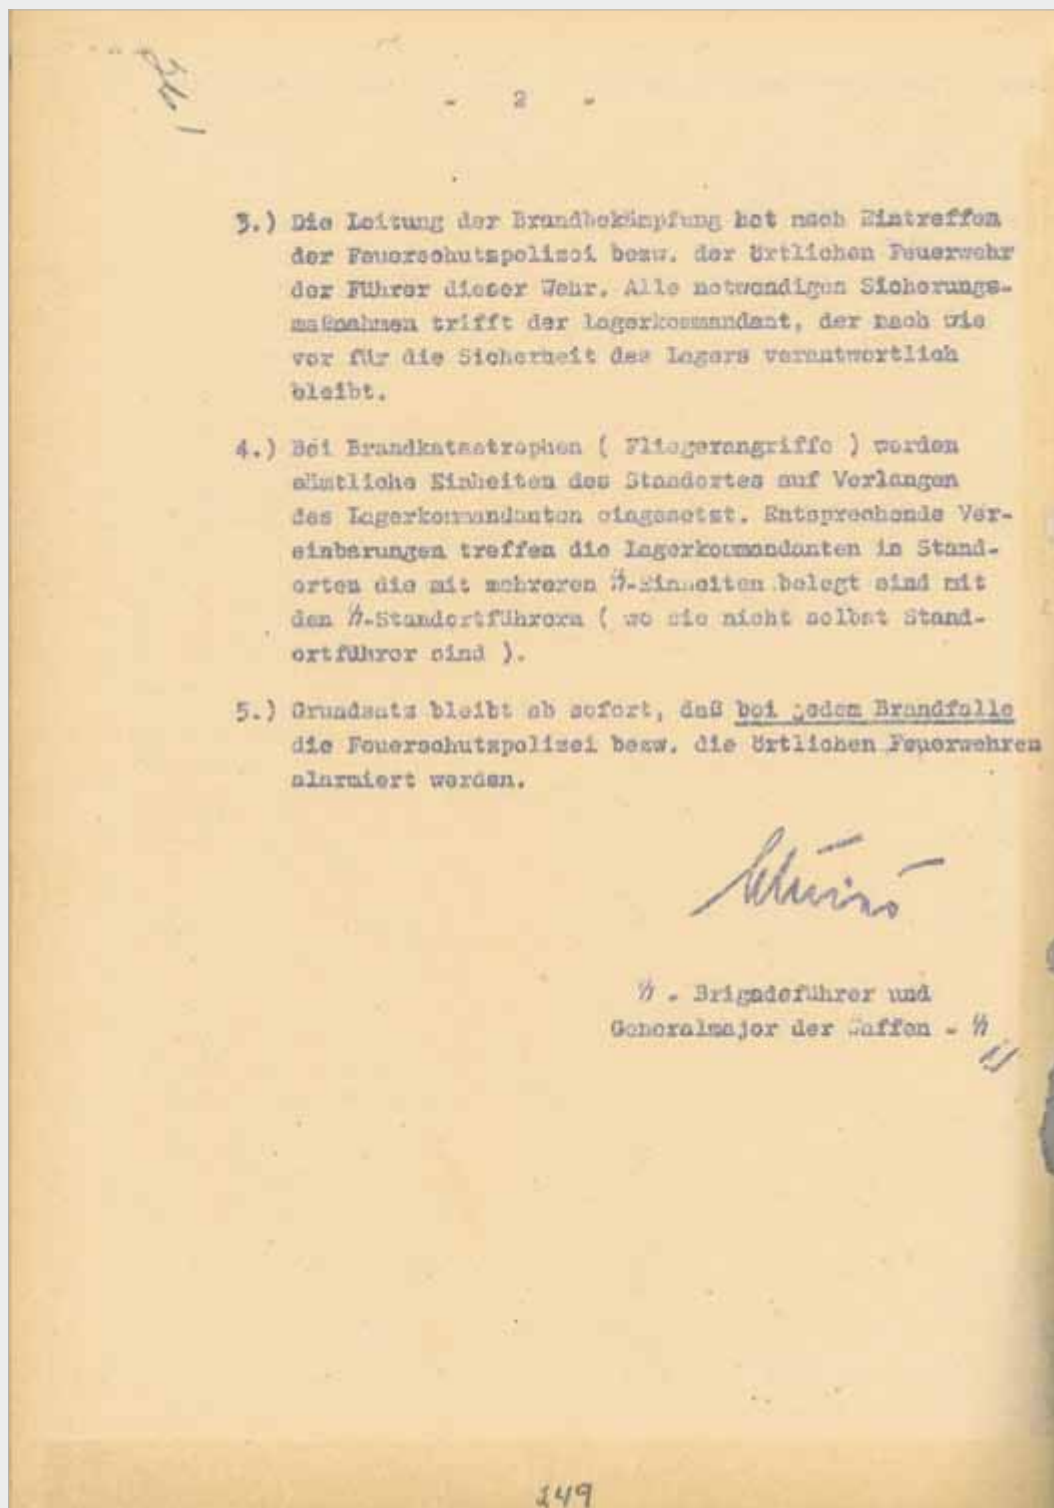 - 2 -
3.) Die Leitung der Brandbekämpfung hat nach Eintreffen
der Feuerschutzpolizei bezw. der örtlichen Feuerwehr
der Führer dieser Wehr. Alle notwendigen Sicherungs-
maßnahmen trifft der Lagerkommandant, der nach wie
vor für die Sicherheit des Lagers verantwortlich
bleibt.
4.) Bei Brandkatastrophen ( Fliegerangriffe ) werden
sämtliche Einheiten des Standortes auf Verlangen
des Lagerkommandanten eingesetzt. Entsprechende Ver-
einbarungen treffen die Lagerkommandanten in Stand-
orten die mit mehreren SS-Einheiten belegt sind mit
den SS-Standortführern ( wo sie nicht selbst Stand-
ortführer sind ).
5.) Grundsatz bleibt ab sofort, daß bei jedem Brandfalle
die Feuerschutzpolizei bezw. die örtlichen Feuerwehren
alarmiert werden.
SS - Brigadeführer und
Generalmajor der Waffen - SS
249